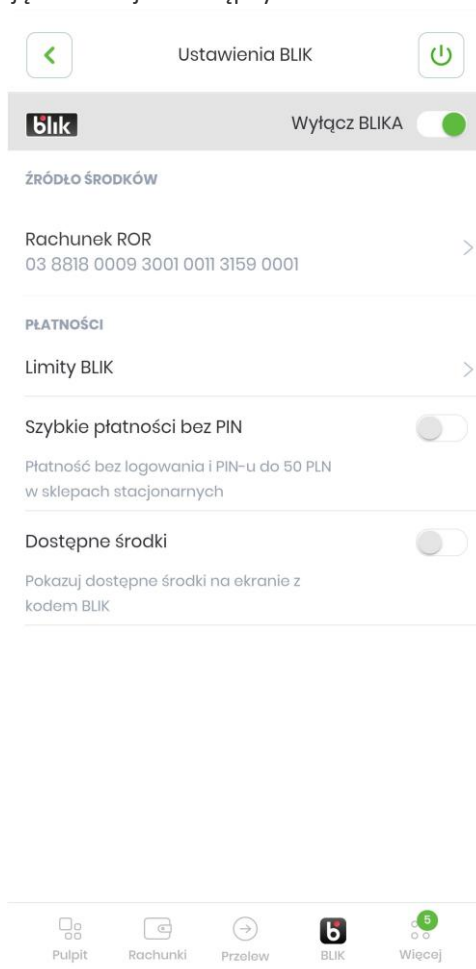 Ustawienia BLIK
blik
Wyłącz BLIKA
ŹRÓDŁO ŚRODKÓW
Rachunek ROR
03 8818 0009 3001 0011 3159 0001
PŁATNOŚCI
Limity BLIK
Szybkie płatności bez PIN
Płatność bez logowania i PIN-u do 50 PLN
w sklepach stacjonarnych
Dostępne środki
Pokazuj dostępne środki na ekranie z
kodem BLIK
5
Pulpit
Rachunki
Przelew
BLIK
Więcej